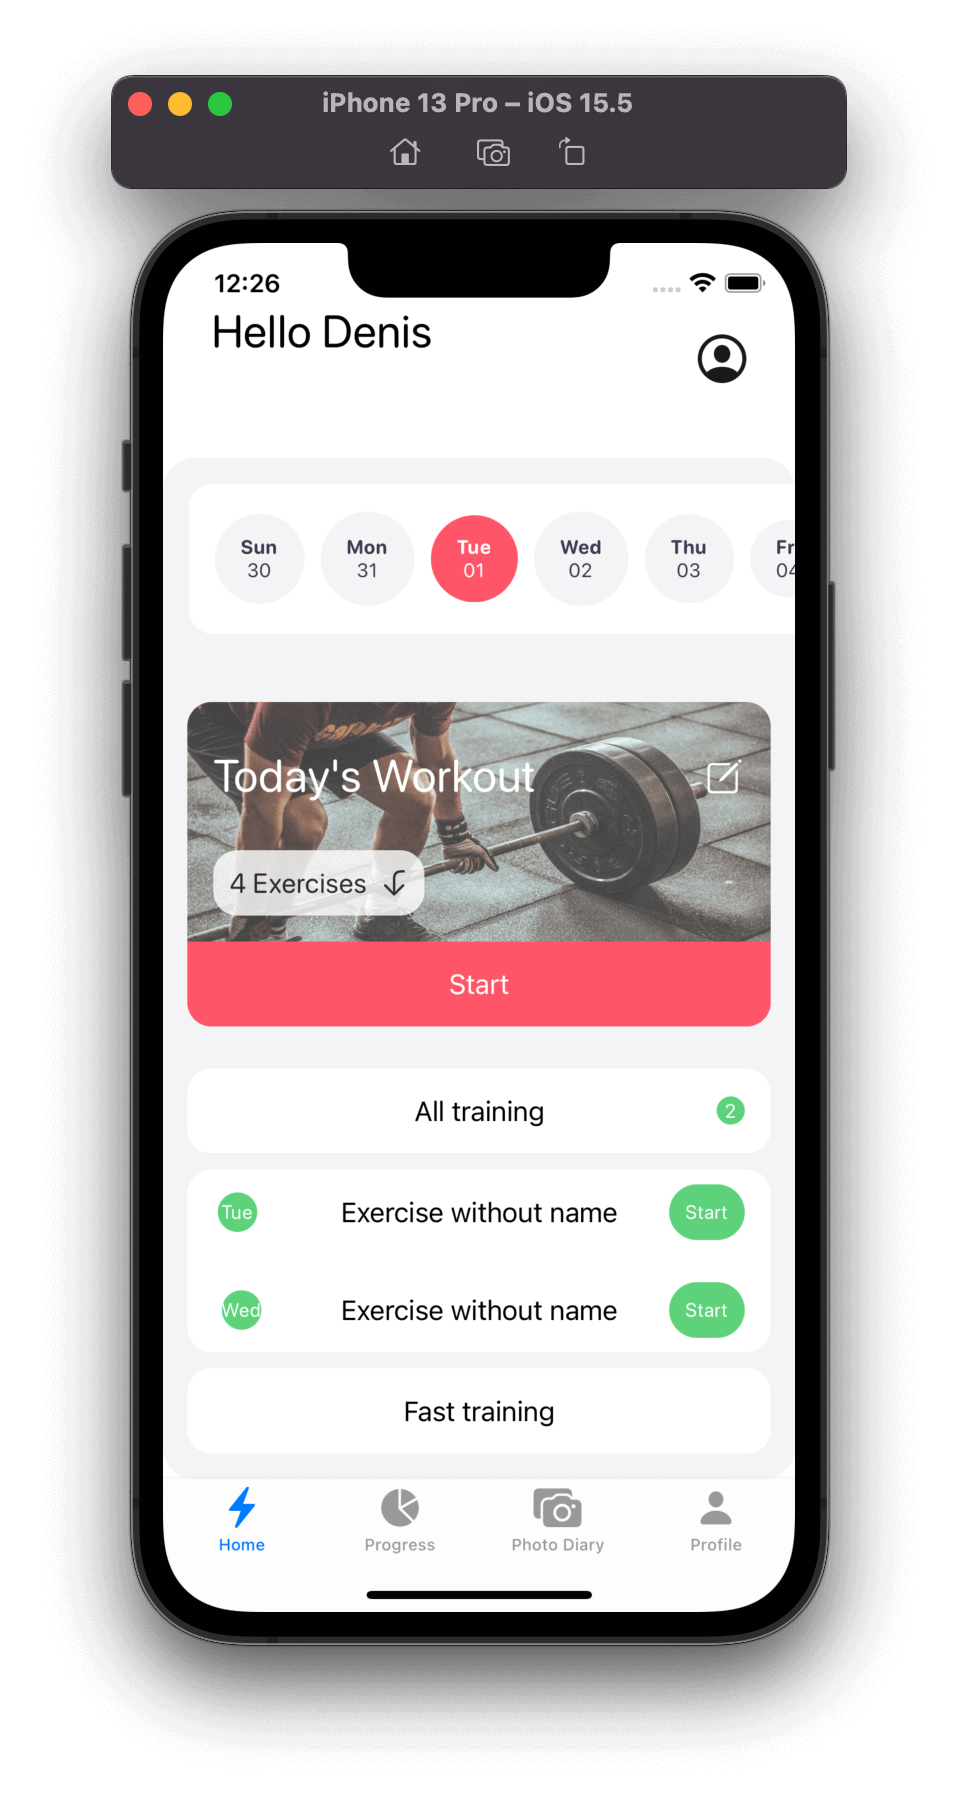 iPhone 13 Pro – iOS 15.5
12:26
Hello Denis
Sun Mon Tue Wed Thu Fr
30 31 01 02 03 04
Today's Workout
4 Exercises
Start
All training 2
Tue Exercise without name Start
Wed Exercise without name Start
Fast training
Home Progress Photo Diary Profile